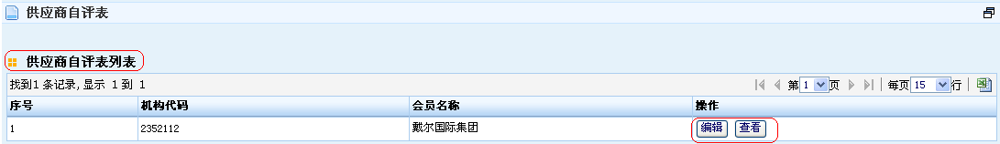 供应商自评表
供应商自评表列表
找到1 条记录, 显示 1 到 1 第 1 页 每页 15 行
序号 机构代码 会员名称 操作
1 2352112 戴尔国际集团 编辑 查看